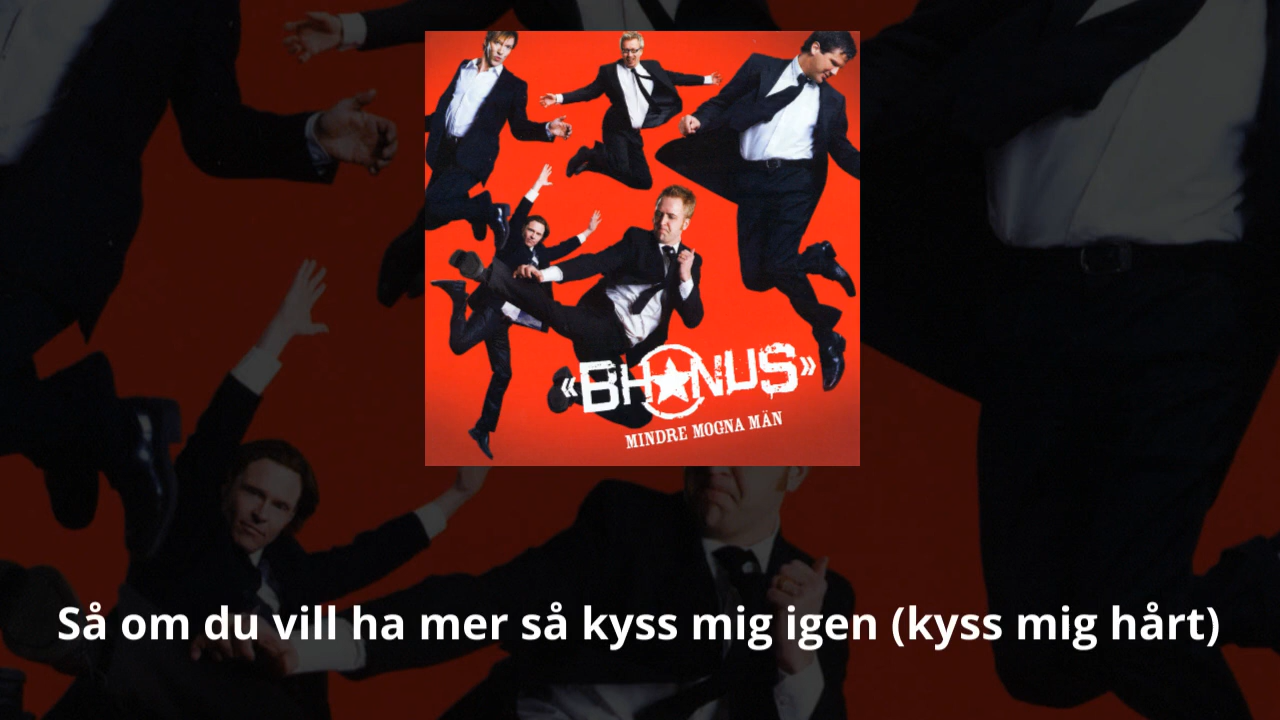 «BHONUS»
MINDRE MOGNA MÄN
Så om du vill ha mer så kyss mig igen (kyss mig hårt)